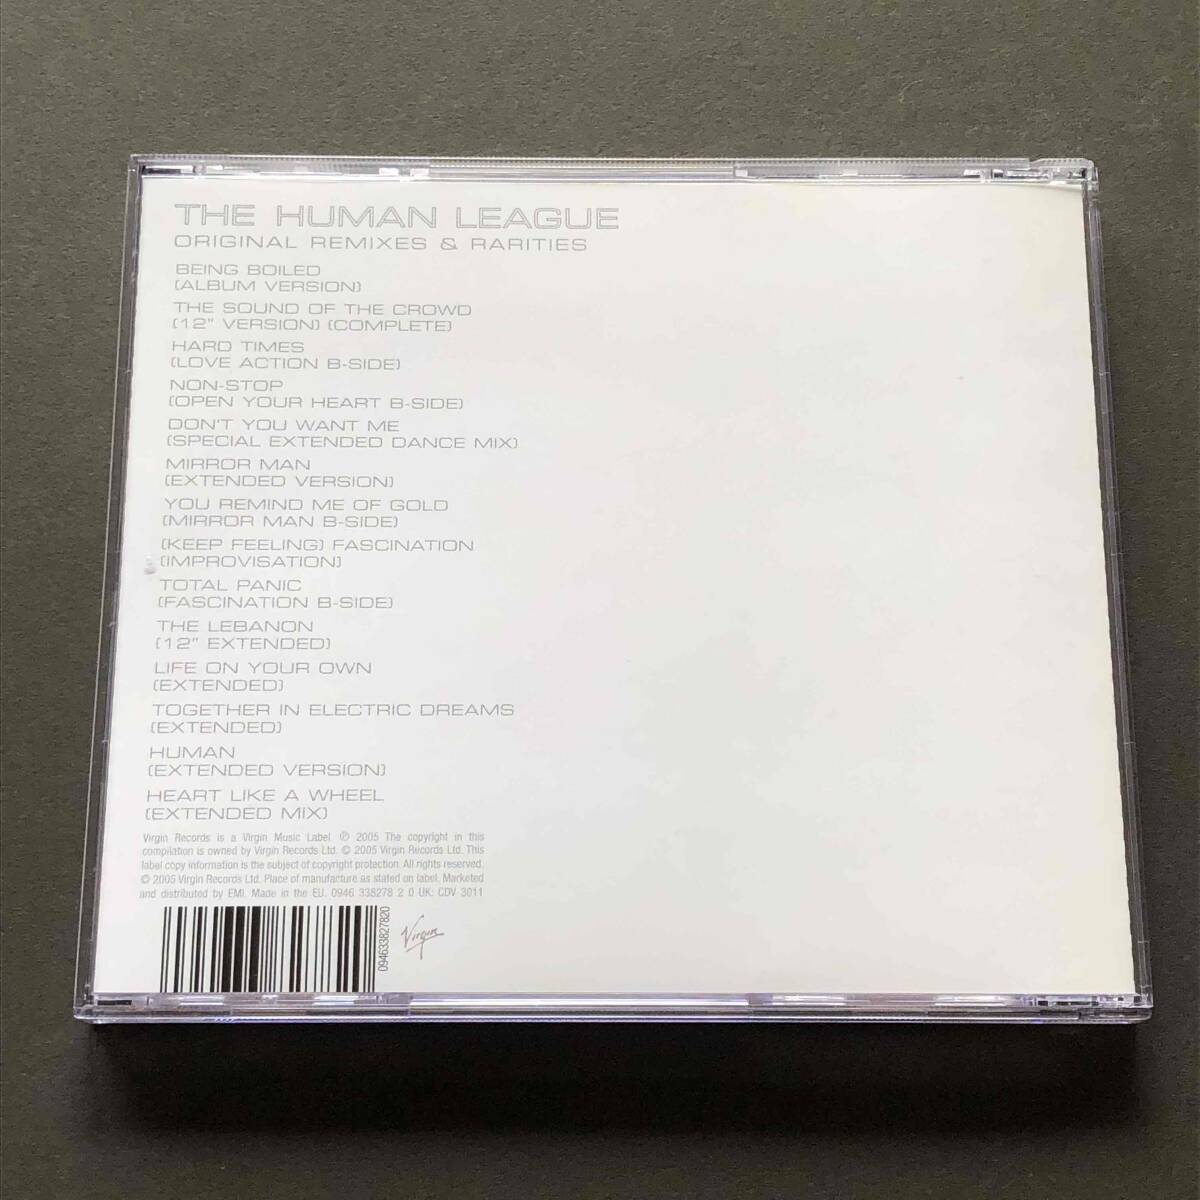 THE HUMAN LEAGUE
ORIGINAL REMIXES & RARITIES
BEING BOILED
(ALBUM VERSION)
THE SOUND OF THE CROWD
(12" VERSION) (COMPLETE)
HARD TIMES
(LOVE ACTION B-SIDE)
NON-STOP
(OPEN YOUR HEART B-SIDE)
DON'T YOU WANT ME
(SPECIAL EXTENDED DANCE MIX)
MIRROR MAN
(EXTENDED VERSION)
YOU REMIND ME OF GOLD
(MIRROR MAN B-SIDE)
(KEEP FEELING) FASCINATION
(IMPROVISATION)
TOTAL PANIC
(FASCINATION B-SIDE)
THE LEBANON
(12" EXTENDED)
LIFE ON YOUR OWN
(EXTENDED)
TOGETHER IN ELECTRIC DREAMS
(EXTENDED)
HUMAN
(EXTENDED VERSION)
HEART LIKE A WHEEL
(EXTENDED MIX)
Virgin Records is a Virgin Music Label ℗ 2005 The copyright in this
compilation is owned by Virgin Records Ltd. © 2005 Virgin Records Ltd. This
label copy information is the subject of copyright protection. All rights reserved.
© 2005 Virgin Records Ltd. Place of manufacture as stated on label. Marketed
and distributed by EMI. Made in the EU. 0946 338278 2 0 UK: CDV 3011
094633827820
Virgin